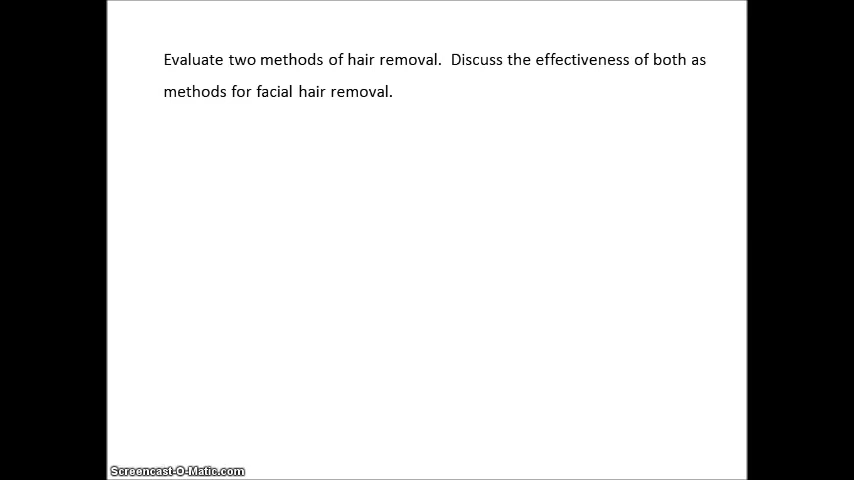 Evaluate two methods of hair removal.  Discuss the effectiveness of both as
methods for facial hair removal.
Screencast-O-Matic.com